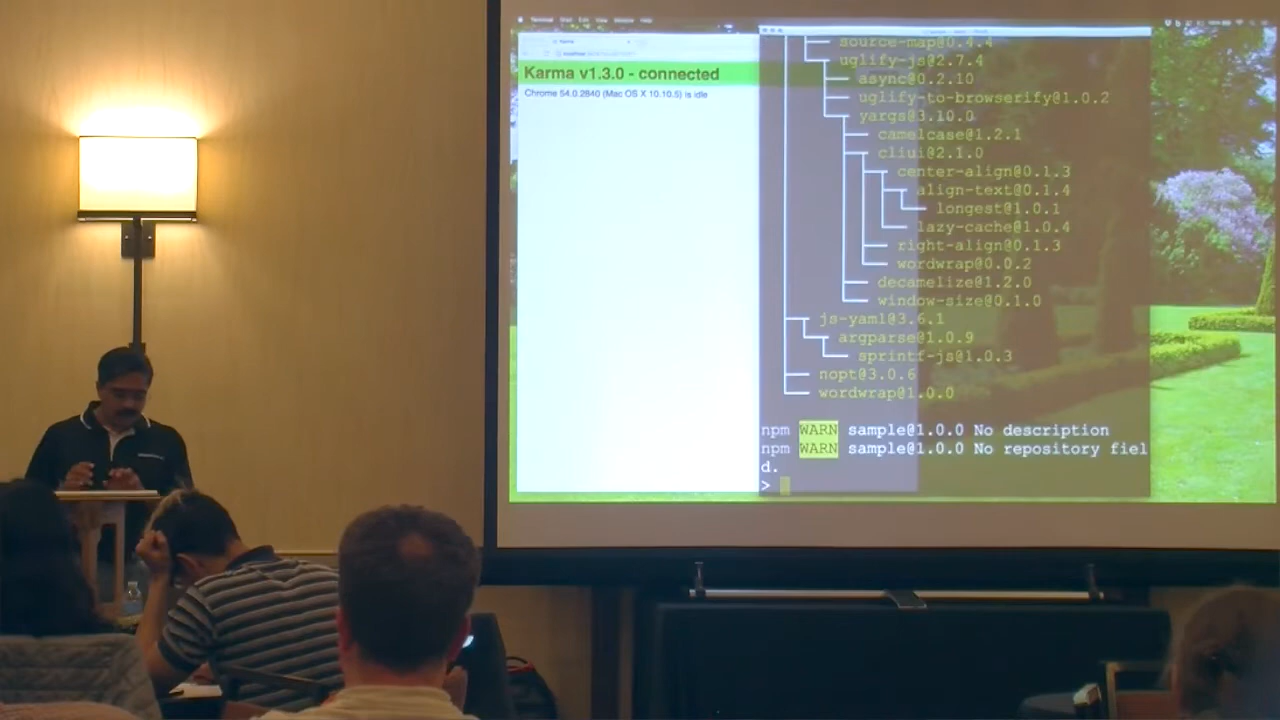 Terminal Shell Edit View Window Help
Karma v1.3.0 - connected
Chrome 54.0.2840 (Mac OS X 10.10.5) is idle
source-map@0.4.4
uglify-js@2.7.4
async@0.2.10
uglify-to-browserify@1.0.2
yargs@3.10.0
camelcase@1.2.1
cliui@2.1.0
center-align@0.1.3
align-text@0.1.4
longest@1.0.1
lazy-cache@1.0.4
right-align@0.1.3
wordwrap@0.0.2
decamelize@1.2.0
window-size@0.1.0
js-yaml@3.6.1
argparse@1.0.9
sprintf-js@1.0.3
nopt@3.0.6
wordwrap@1.0.0
npm WARN sample@1.0.0 No description
npm WARN sample@1.0.0 No repository fiel
d.
>